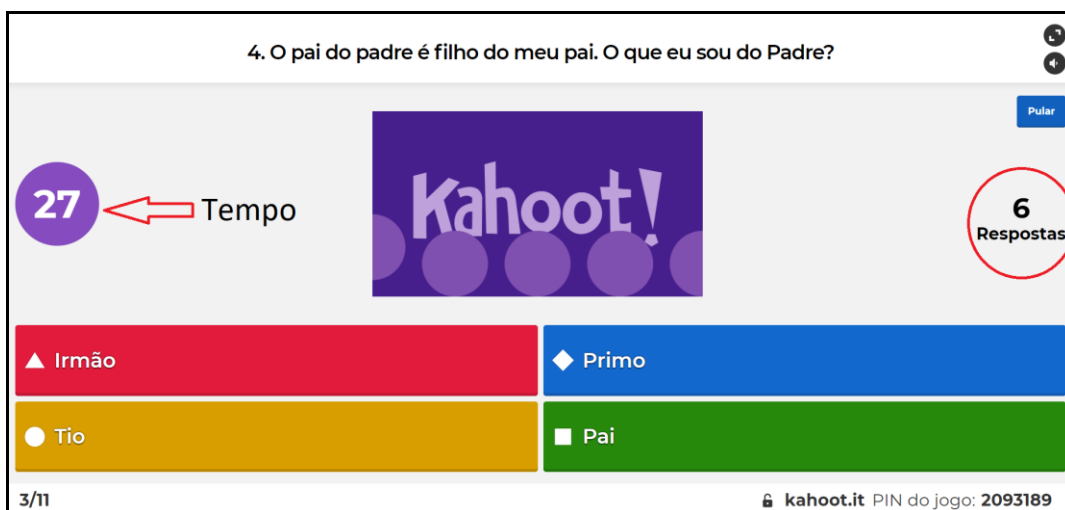 4. O pai do padre é filho do meu pai. O que eu sou do Padre?
Pular
27
Tempo
Kahoot!
6
Respostas
Irmão
Primo
Tio
Pai
3/11
kahoot.it PIN do jogo: 2093189